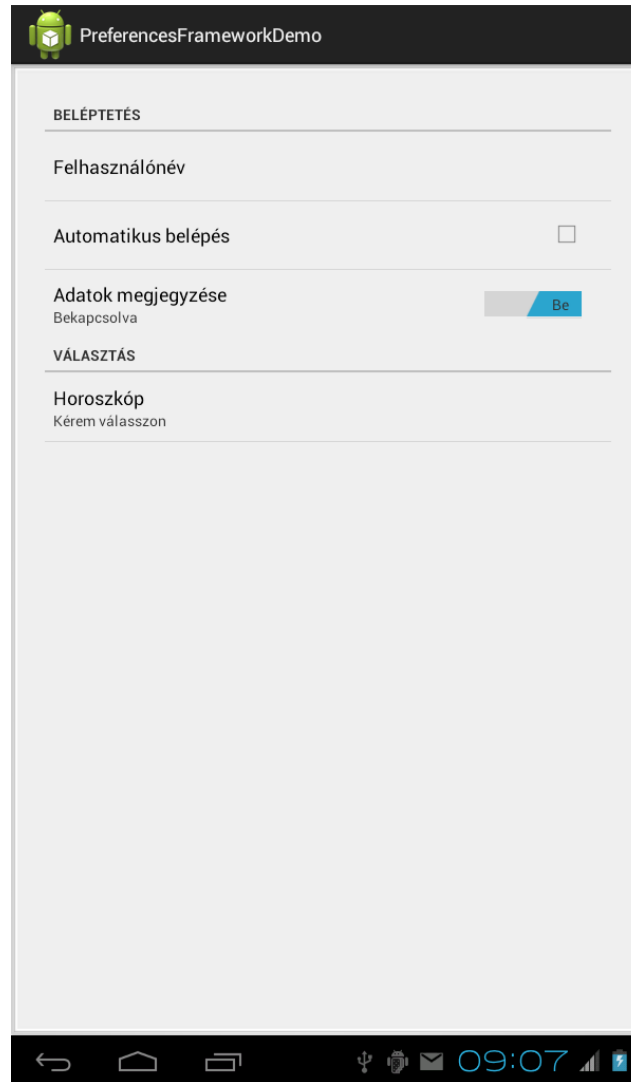 PreferencesFrameworkDemo
BELÉPTETÉS
Felhasználónév
Automatikus belépés
Adatok megjegyzése
Bekapcsolva
Be
VÁLASZTÁS
Horoszkóp
Kérem válasszon
09:07